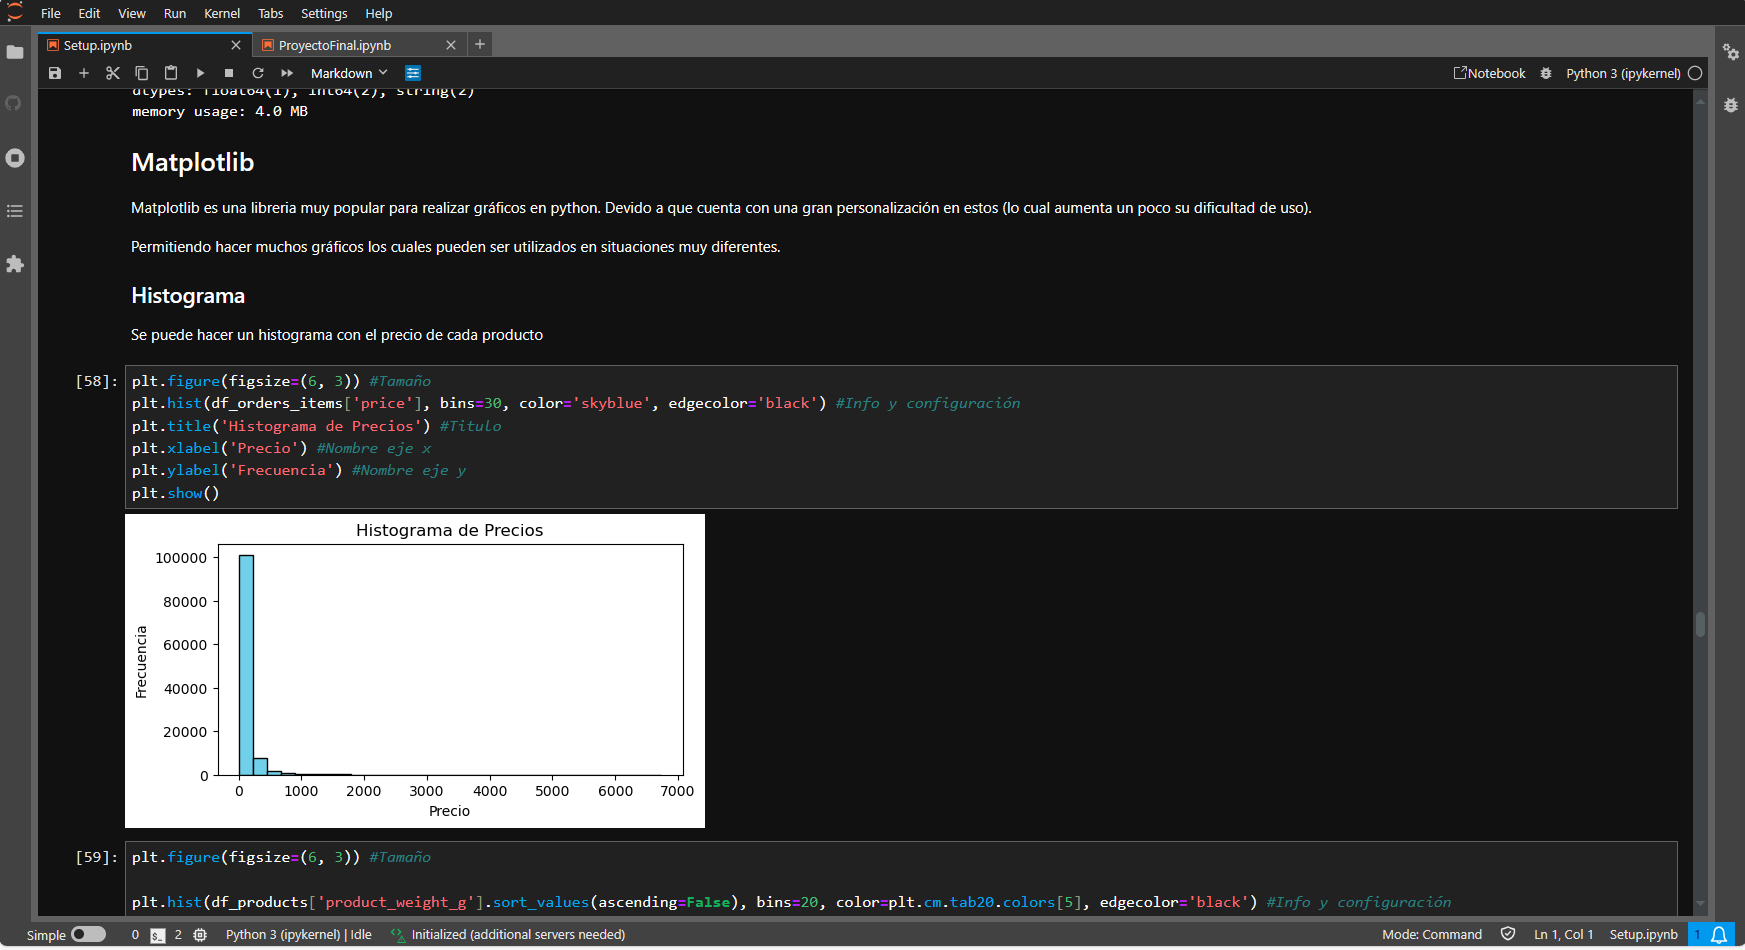 File Edit View Run Kernel Tabs Settings Help
Setup.ipynb ProyectoFinal.ipynb
Markdown Notebook Python 3 (ipykernel)
dtypes: float64(1), int64(2), string(2)
memory usage: 4.0 MB
Matplotlib
Matplotlib es una libreria muy popular para realizar gráficos en python. Devido a que cuenta con una gran personalización en estos (lo cual aumenta un poco su dificultad de uso).
Permitiendo hacer muchos gráficos los cuales pueden ser utilizados en situaciones muy diferentes.
Histograma
Se puede hacer un histograma con el precio de cada producto
[58]: plt.figure(figsize=(6, 3)) #Tamaño
plt.hist(df_orders_items['price'], bins=30, color='skyblue', edgecolor='black') #Info y configuración
plt.title('Histograma de Precios') #Titulo
plt.xlabel('Precio') #Nombre eje x
plt.ylabel('Frecuencia') #Nombre eje y
plt.show()
Histograma de Precios
100000
80000
60000
40000
20000
0
Frecuencia
0 1000 2000 3000 4000 5000 6000 7000
Precio
[59]: plt.figure(figsize=(6, 3)) #Tamaño
plt.hist(df_products['product_weight_g'].sort_values(ascending=False), bins=20, color=plt.cm.tab20.colors[5], edgecolor='black') #Info y configuración
Simple 0 $_ 2 Python 3 (ipykernel) | Idle Initialized (additional servers needed) Mode: Command Ln 1, Col 1 Setup.ipynb 1